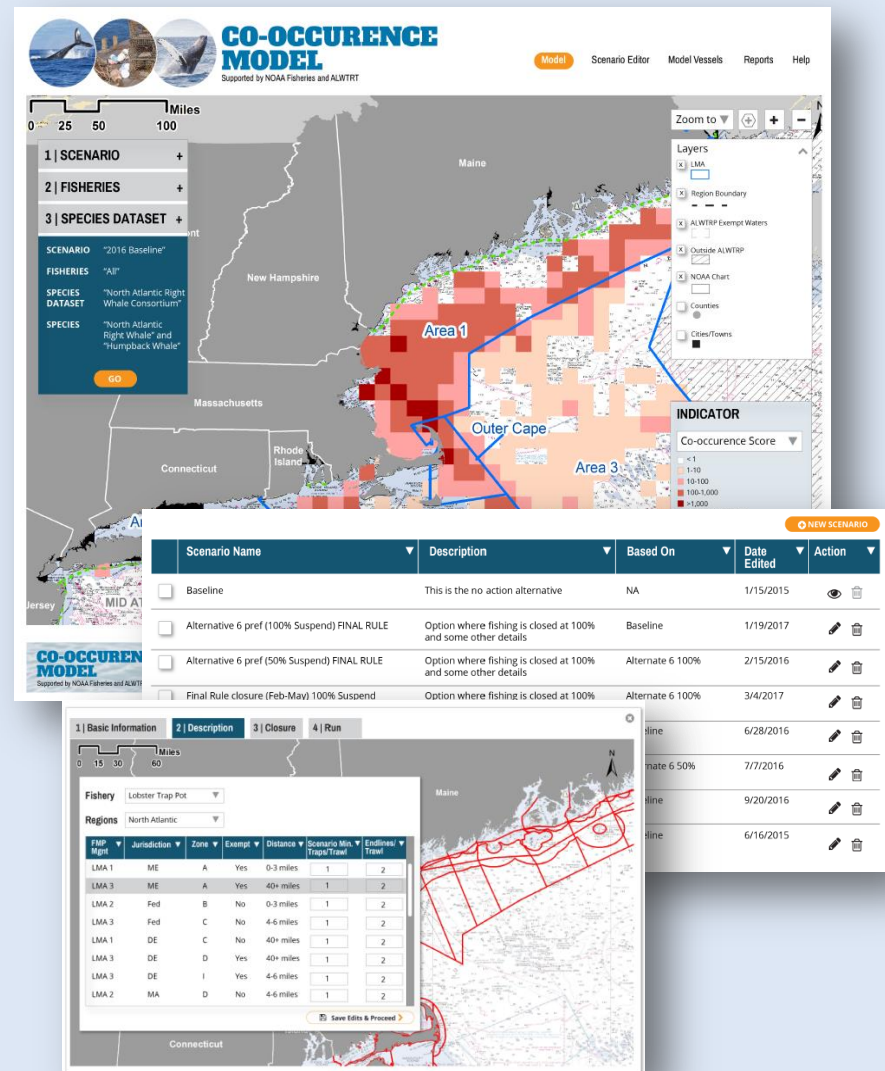 CO-OCCURENCE
MODEL
Supported by NOAA Fisheries and ALWTRT
Model Scenario Editor Model Vessels Reports Help
Miles
0 25 50 100
1 | SCENARIO +
2 | FISHERIES +
3 | SPECIES DATASET +
SCENARIO "2016 Baseline"
FISHERIES "All"
SPECIES DATASET "North Atlantic Right
Whale Consortium"
SPECIES "North Atlantic
Right Whale" and
"Humpback Whale"
GO
Maine
New Hampshire
Massachusetts
Rhode
Island
Connecticut
Jersey
MID AT
Area 1
Outer Cape
Area 3
Zoom to
Layers
LMA
Region Boundary
ALWTRP Exempt Waters
Outside ALWTRP
NOAA Chart
Counties
Cities/Towns
INDICATOR
Co-occurence Score
< 1
1-10
10-100
100-1,000
>1,000
CO-OCCUREN
MODEL
NEW SCENARIO
Scenario Name Description Based On Date Edited Action
Baseline This is the no action alternative NA 1/15/2015
Alternative 6 pref (100% Suspend) FINAL RULE Option where fishing is closed at 100% Baseline 1/19/2017
and some other details
Alternative 6 pref (50% Suspend) FINAL RULE Option where fishing is closed at 100% Alternate 6 100% 2/15/2016
and some other details
Final Rule closure (Feb-May) 100% Suspend Option where fishing is closed at 100% Alternate 6 100% 3/4/2017
eline 6/28/2016
rnate 6 50% 7/7/2016
eline 9/20/2016
eline 6/16/2015
1 | Basic Information 2 | Description 3 | Closure 4 | Run
Miles
0 15 30 60
N
Maine
Fishery Lobster Trap Pot
Regions North Atlantic
FMP Mgnt Jurisdiction Zone Exempt Distance Scenario Min. Traps/Trawl Endlines/ Trawl
LMA 1 ME A Yes 0-3 miles 1 2
LMA 3 ME A Yes 40+ miles 1 2
LMA 2 Fed B No 0-3 miles 1 2
LMA 3 Fed C No 4-6 miles 1 2
LMA 1 DE C No 40+ miles 1 2
LMA 3 DE D Yes 40+ miles 1 2
LMA 3 DE I Yes 4-6 miles 1 2
LMA 2 MA D No 4-6 miles 1 2
Save Edits & Proceed
Connecticut